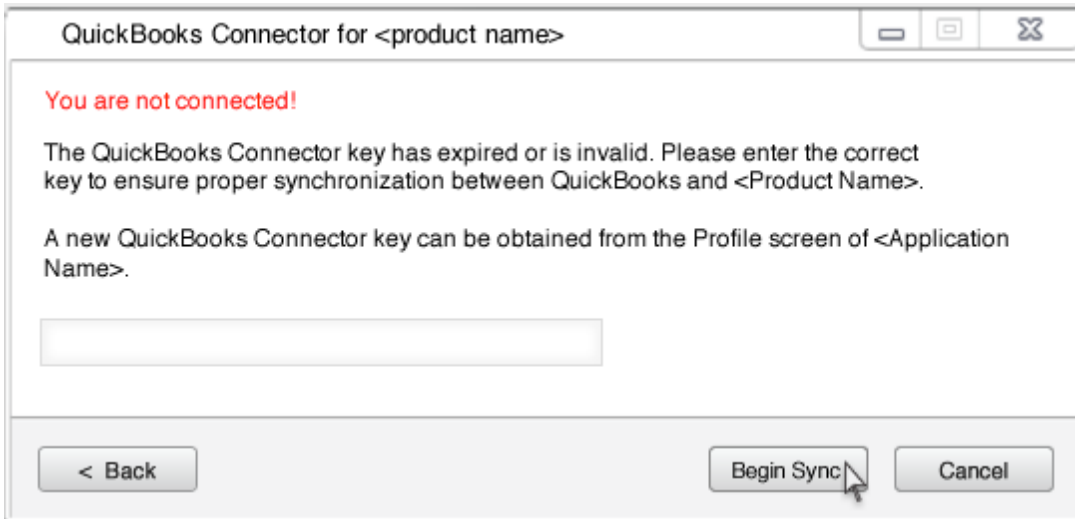 QuickBooks Connector for <product name>
You are not connected!
The QuickBooks Connector key has expired or is invalid. Please enter the correct
key to ensure proper synchronization between QuickBooks and <Product Name>.
A new QuickBooks Connector key can be obtained from the Profile screen of <Application
Name>.
< Back
Begin Sync
Cancel